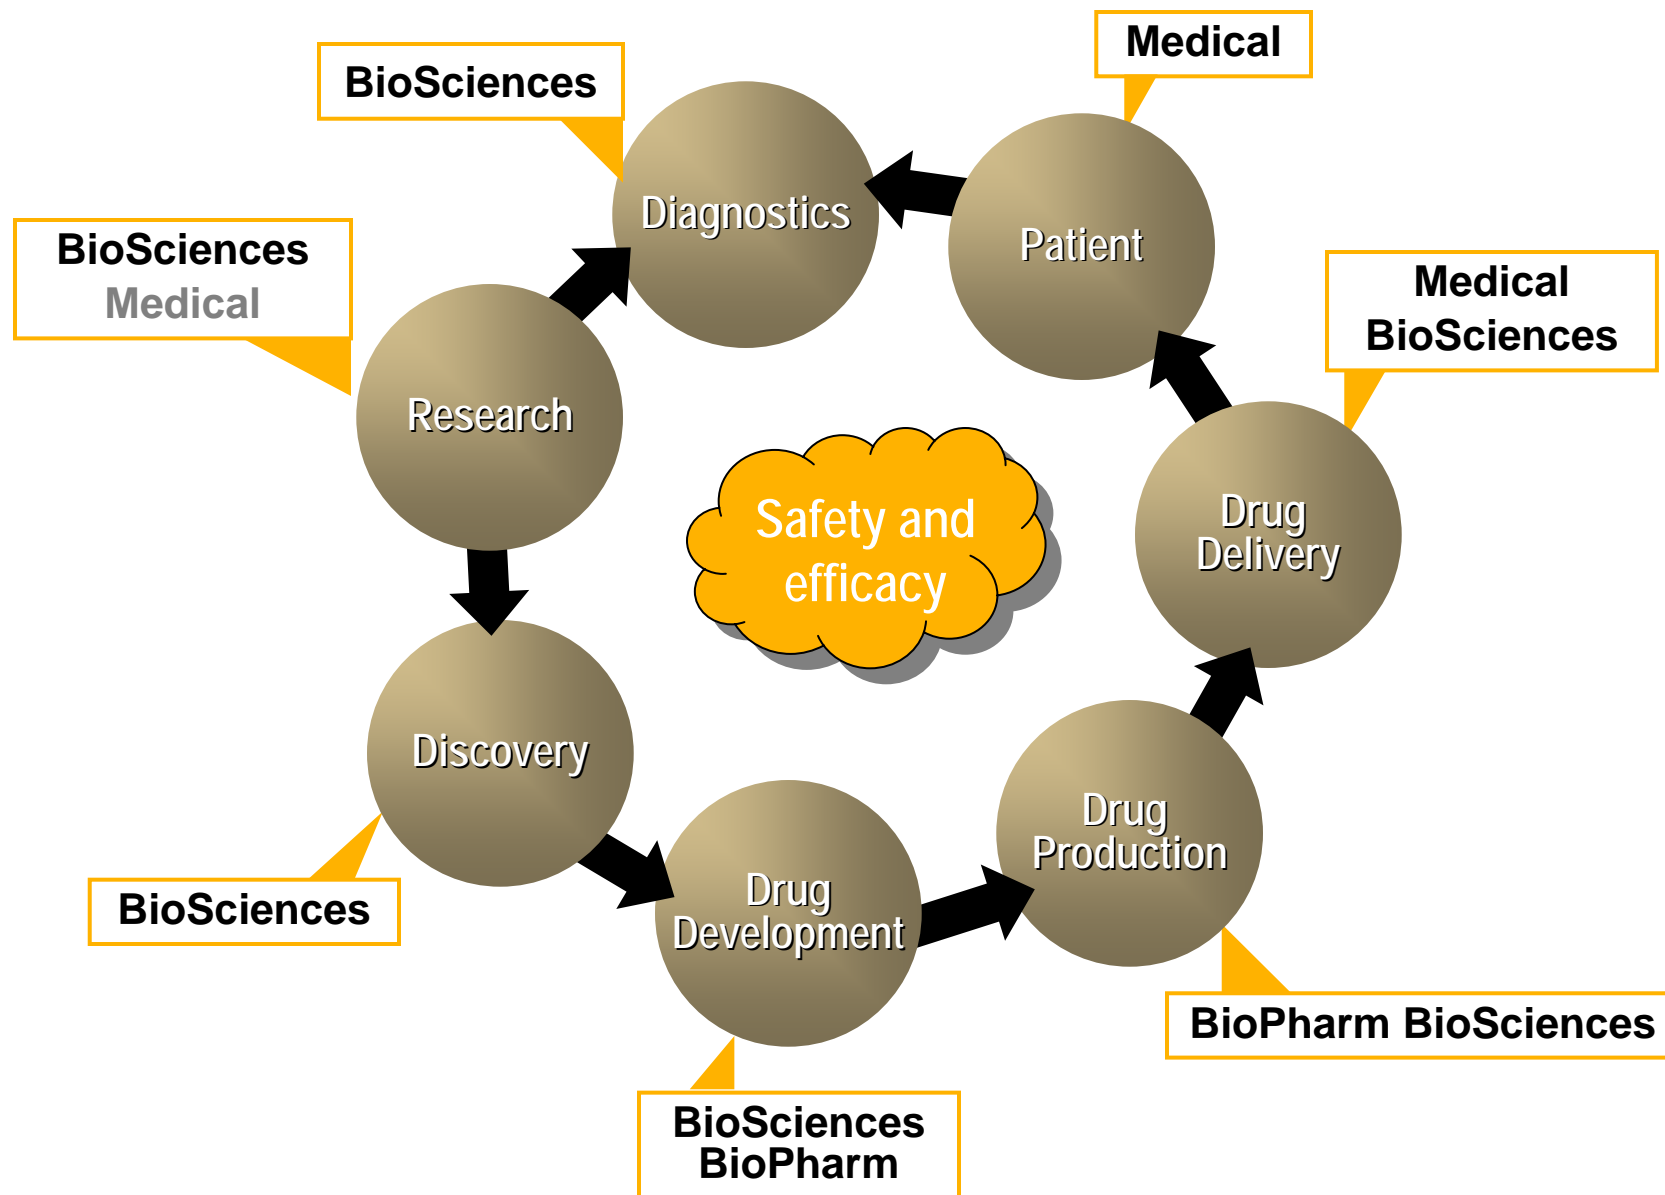 Medical
BioSciences
Diagnostics
Patient
BioSciences
Medical
Medical
BioSciences
Research
Safety and
efficacy
Drug
Delivery
Discovery
Drug
Production
Drug
Development
BioSciences
BioPharm BioSciences
BioSciences
BioPharm